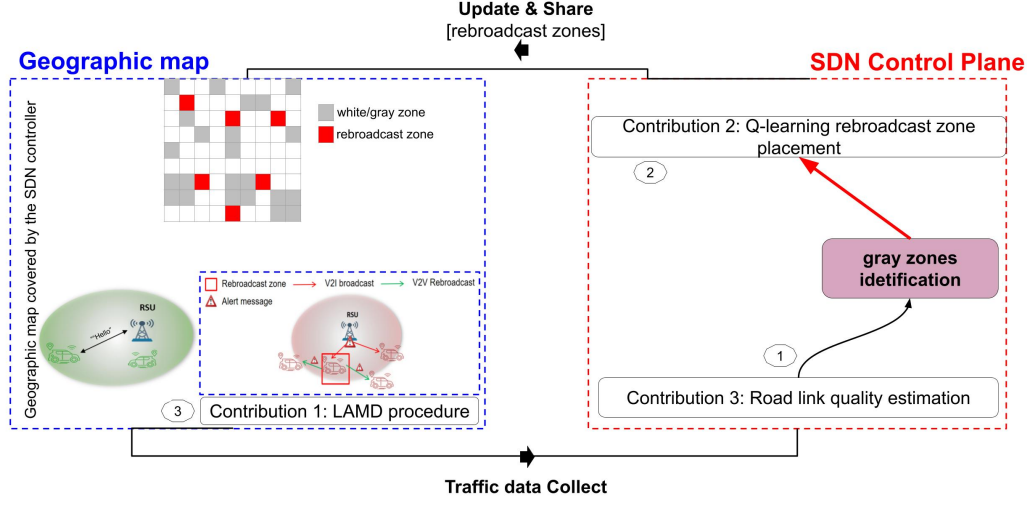 Update & Share
[rebroadcast zones]
Geographic map
SDN Control Plane
Geographic map covered by the SDN controller
white/gray zone
rebroadcast zone
Contribution 2: Q-learning rebroadcast zone
placement
2
gray zones
idetification
1
Contribution 3: Road link quality estimation
RSU
""Hello"
Rebroadcast zone
V2I broadcast
V2V Rebroadcast
Alert message
RSU
3
Contribution 1: LAMD procedure
Traffic data Collect